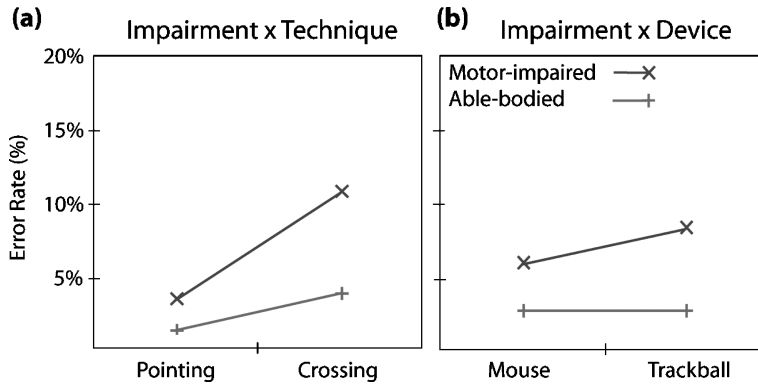 (a) Impairment x Technique
20%
15%
10%
5%
Error Rate (%)
Pointing Crossing
(b) Impairment x Device
Motor-impaired
Able-bodied
Mouse Trackball